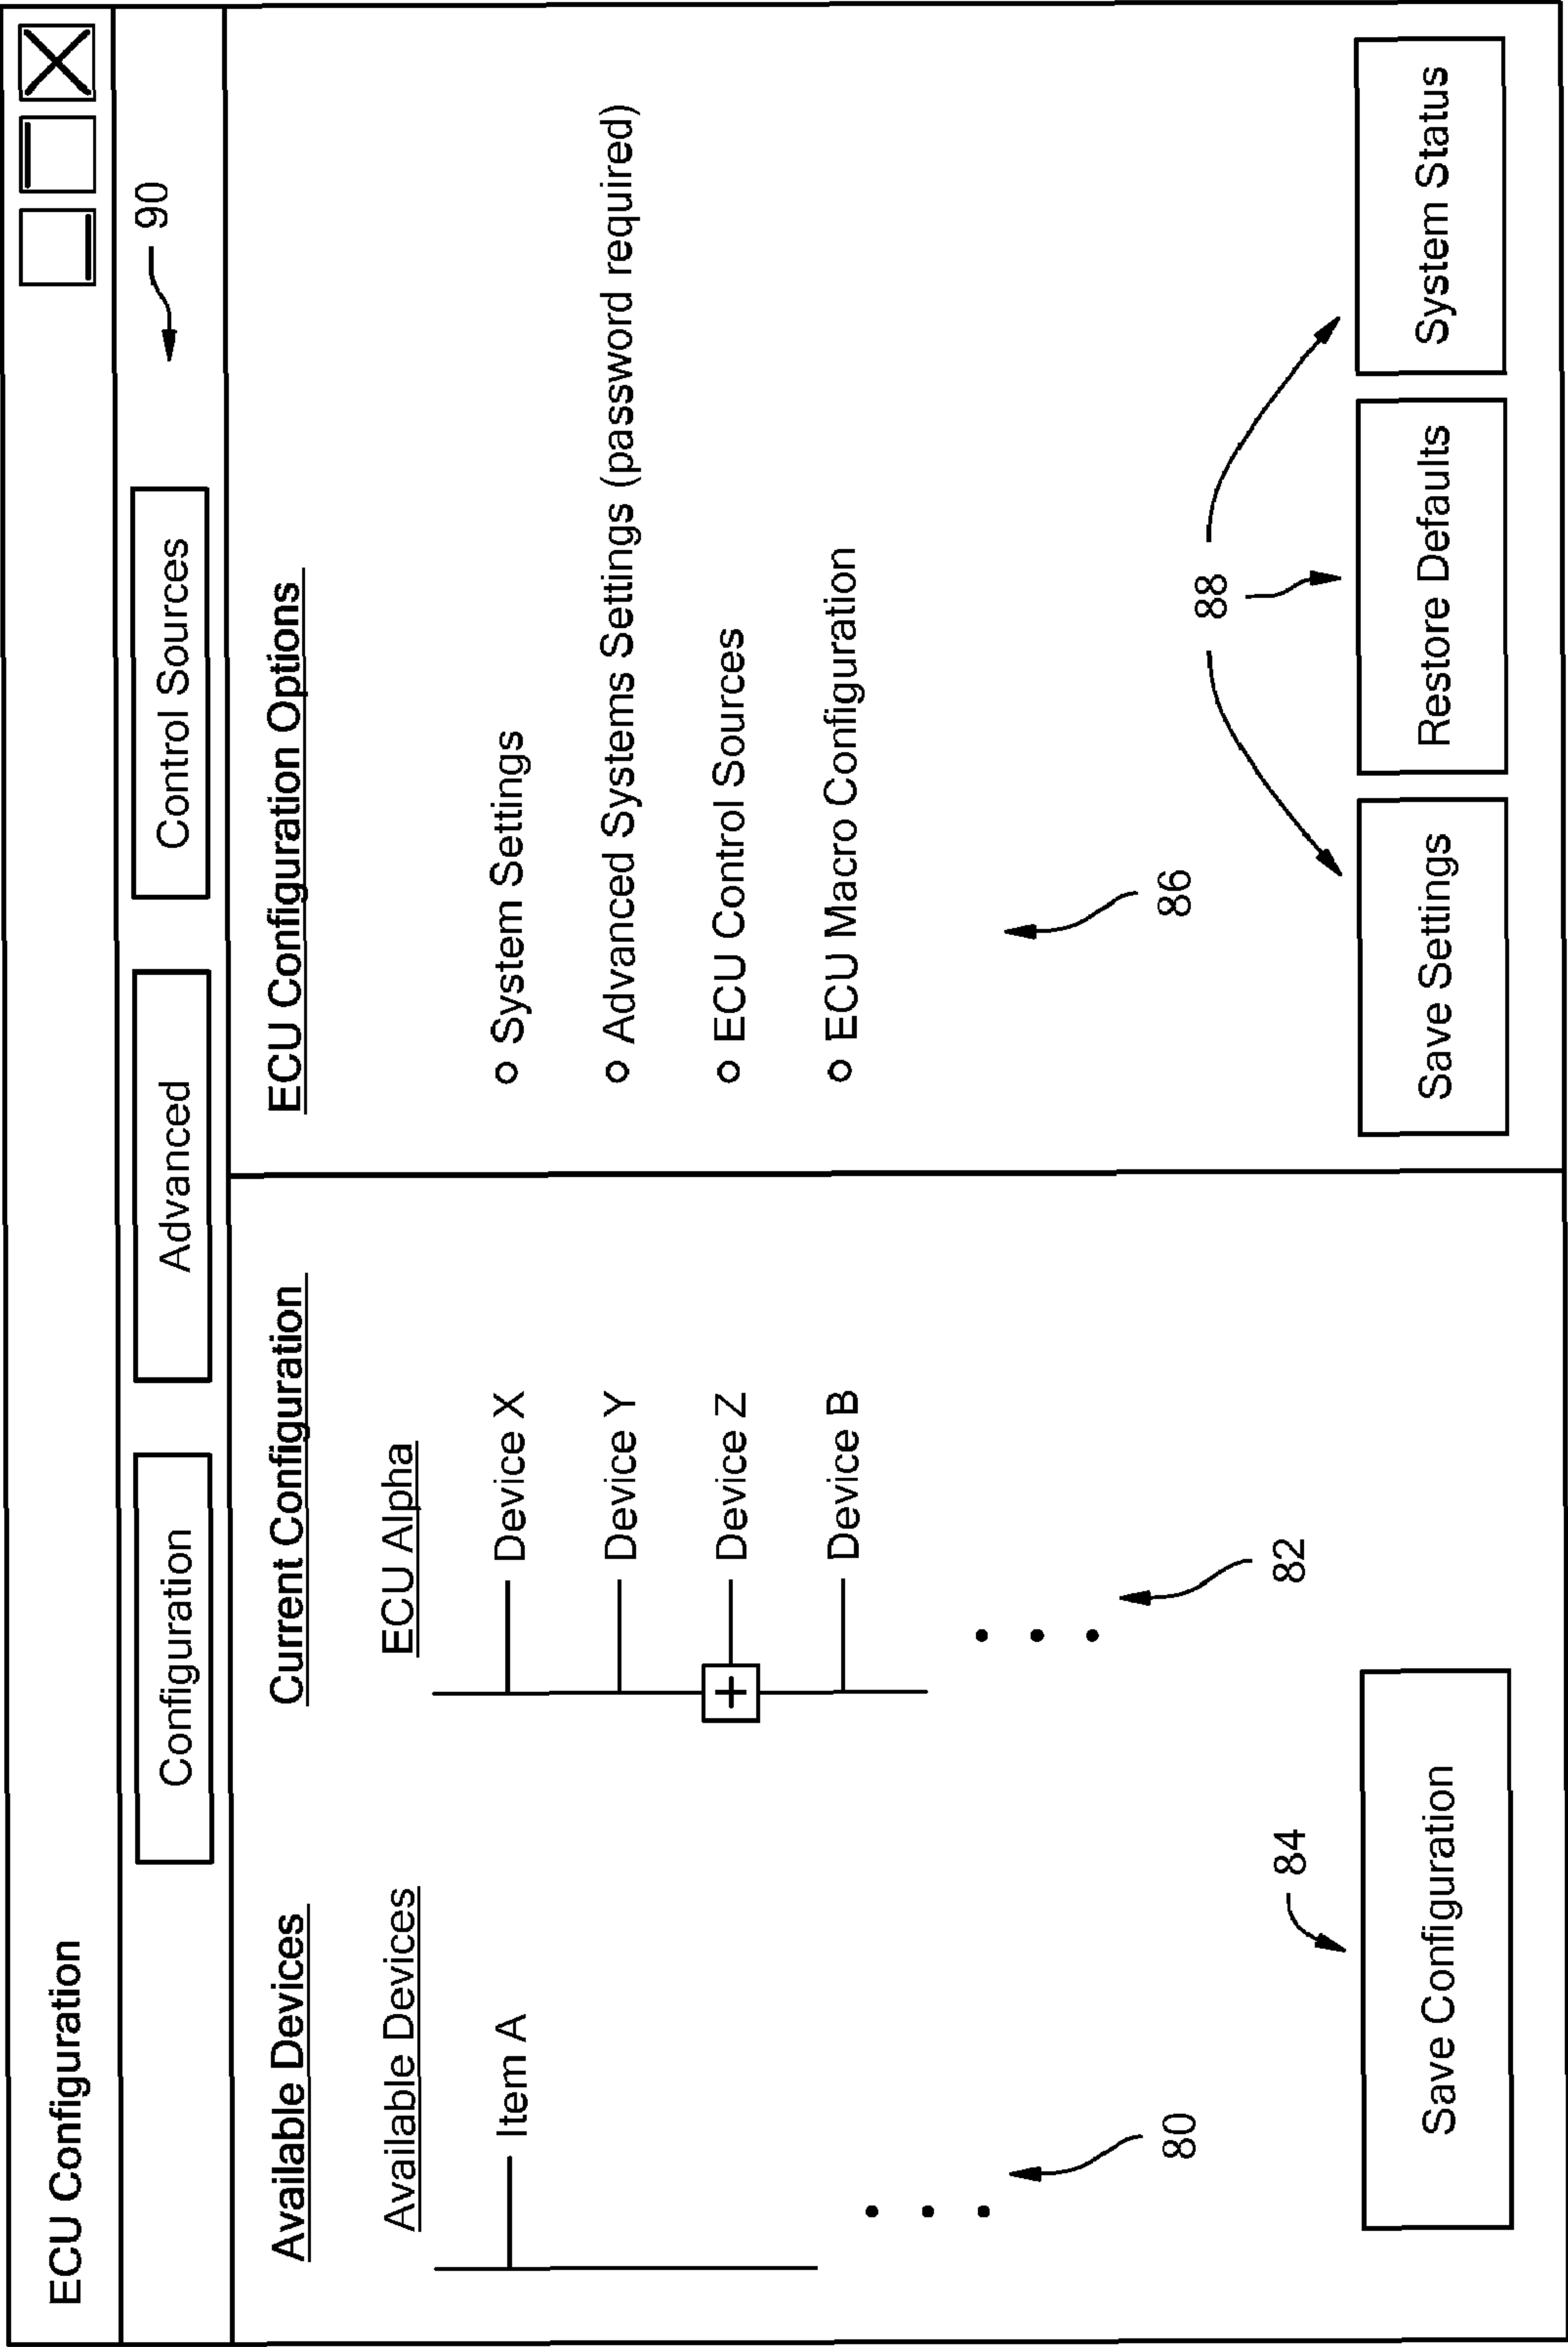 ECU Configuration
Configuration
Advanced
Control Sources
90
Available Devices
Available Devices
Item A
80
Current Configuration
ECU Alpha
Device X
Device Y
+ Device Z
Device B
82
84
Save Configuration
ECU Configuration Options
System Settings
Advanced Systems Settings (password required)
ECU Control Sources
ECU Macro Configuration
86
88
Save Settings
Restore Defaults
System Status